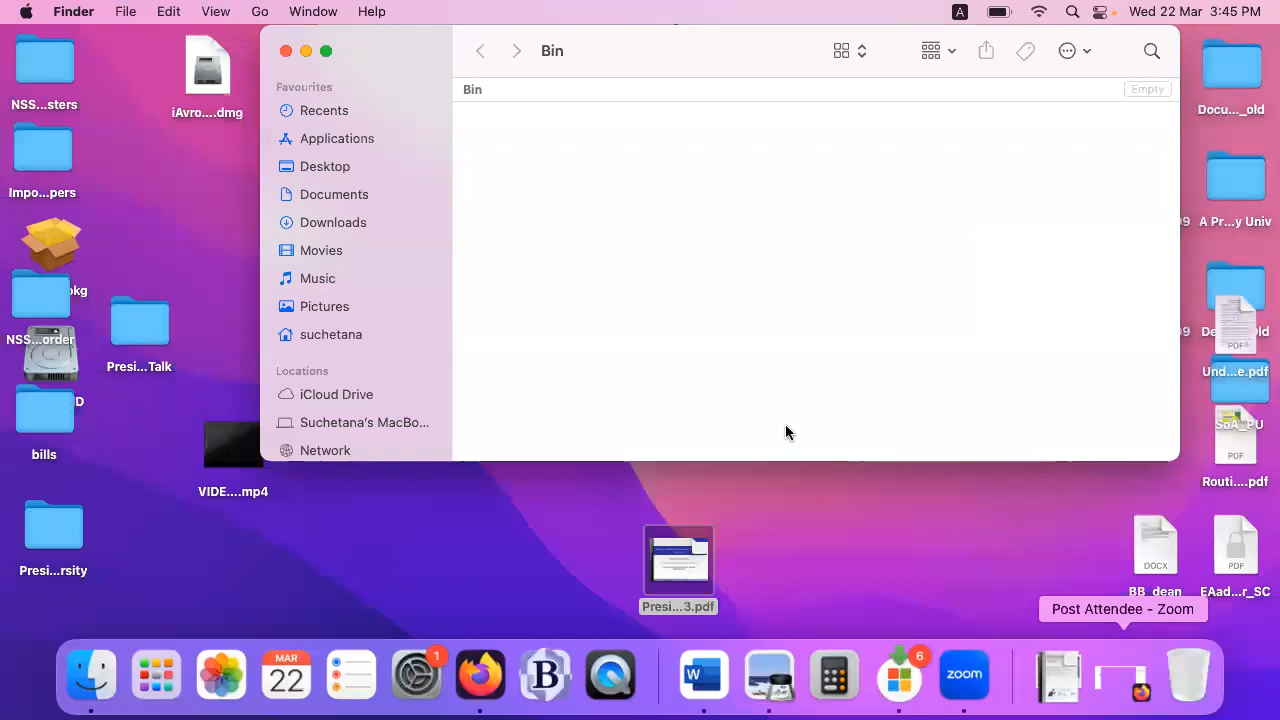 Finder File Edit View Go Window Help A Wed 22 Mar 3:45 PM
NSS...sters
iAvro....dmg
Bin
Docu..._old
Favourites
Bin Empty
Recents
Applications
Desktop
Documents
Downloads
Movies
Music
Pictures
suchetana
Locations
iCloud Drive
Suchetana's MacBo...
Network
Impo...pers
A Pr...y Univ
pkg
NSS...order
Presi...Talk
Und...e.pdf
PDF
D
SoA_PU
bills
PDF
Routi....pdf
VIDE....mp4
Presi...rsity
Presi...3.pdf
DOCX
PDF
BB_dean
EAad...r_SC
Post Attendee - Zoom
MAR
22
1
B
W
6
zoom